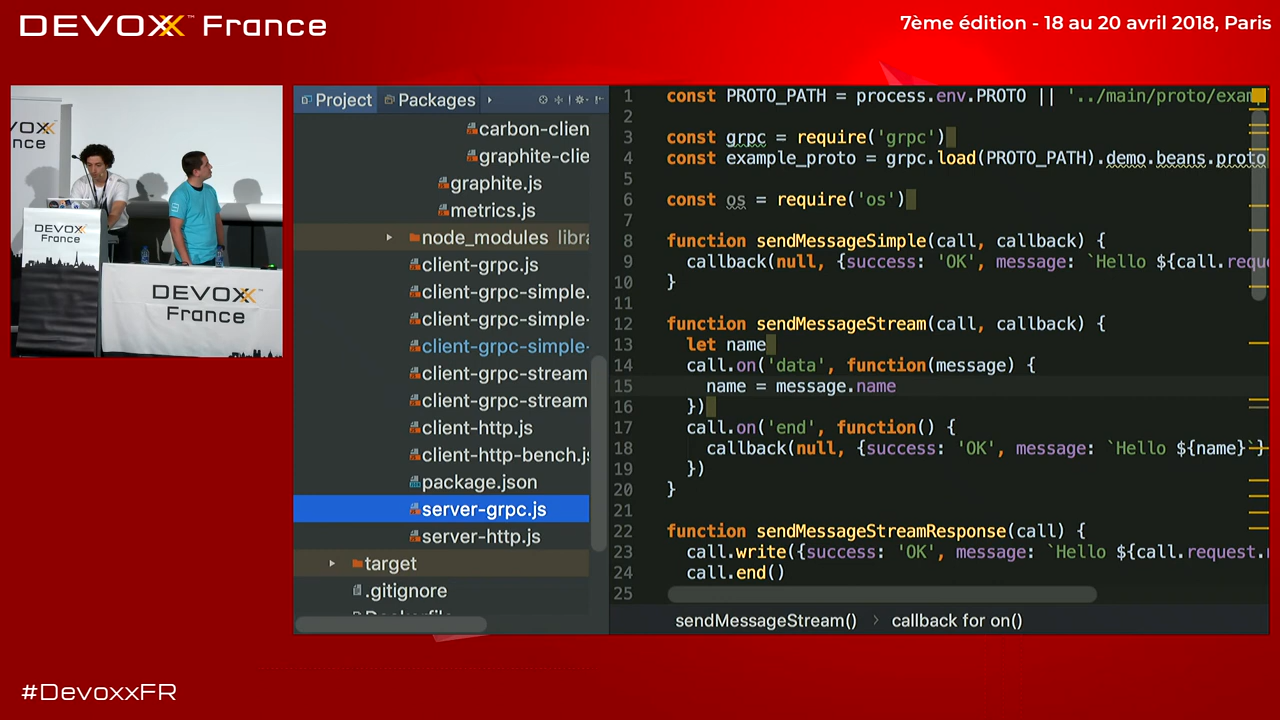 DEVOXX™ France
7ème édition - 18 au 20 avril 2018, Paris
DEVOXX
France
DEVOXX™
France
Project
Packages
carbon-clien
graphite-clie
graphite.js
metrics.js
node_modules libra
client-grpc.js
client-grpc-simple.
client-grpc-simple-
client-grpc-simple-
client-grpc-stream
client-grpc-stream
client-http.js
client-http-bench.js
package.json
server-grpc.js
server-http.js
target
.gitignore
Dockerfile
1 const PROTO_PATH = process.env.PROTO || '../main/proto/exam
2
3 const grpc = require('grpc')
4 const example_proto = grpc.load(PROTO_PATH).demo.beans.proto
5
6 const os = require('os')
7
8 function sendMessageSimple(call, callback) {
9 callback(null, {success: 'OK', message: `Hello ${call.reque
10 }
11
12 function sendMessageStream(call, callback) {
13 let name
14 call.on('data', function(message) {
15 name = message.name
16 })
17 call.on('end', function() {
18 callback(null, {success: 'OK', message: `Hello ${name}`}
19 })
20 }
21
22 function sendMessageStreamResponse(call) {
23 call.write({success: 'OK', message: `Hello ${call.request.n
24 call.end()
25
sendMessageStream() › callback for on()
#DevoxxFR